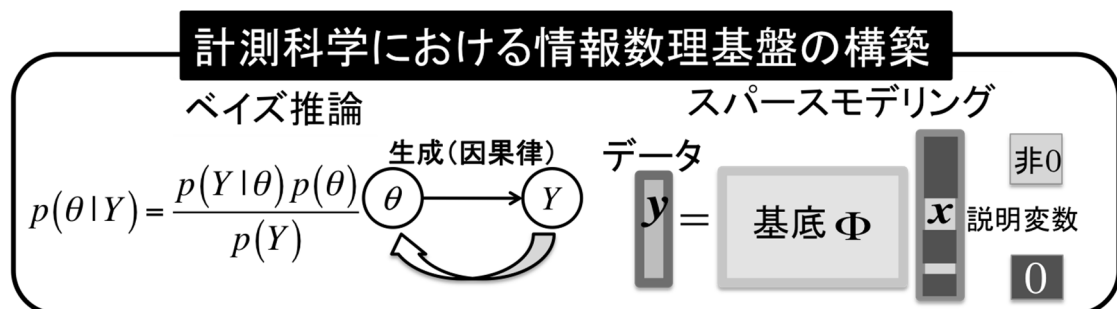 計測科学における情報数理基盤の構築
ベイズ推論
p(θ|Y) = p(Y|θ)p(θ) / p(Y)
生成(因果律)
θ
Y
スパースモデリング
データ
y = 基底 Φ x
説明変数
非0
0